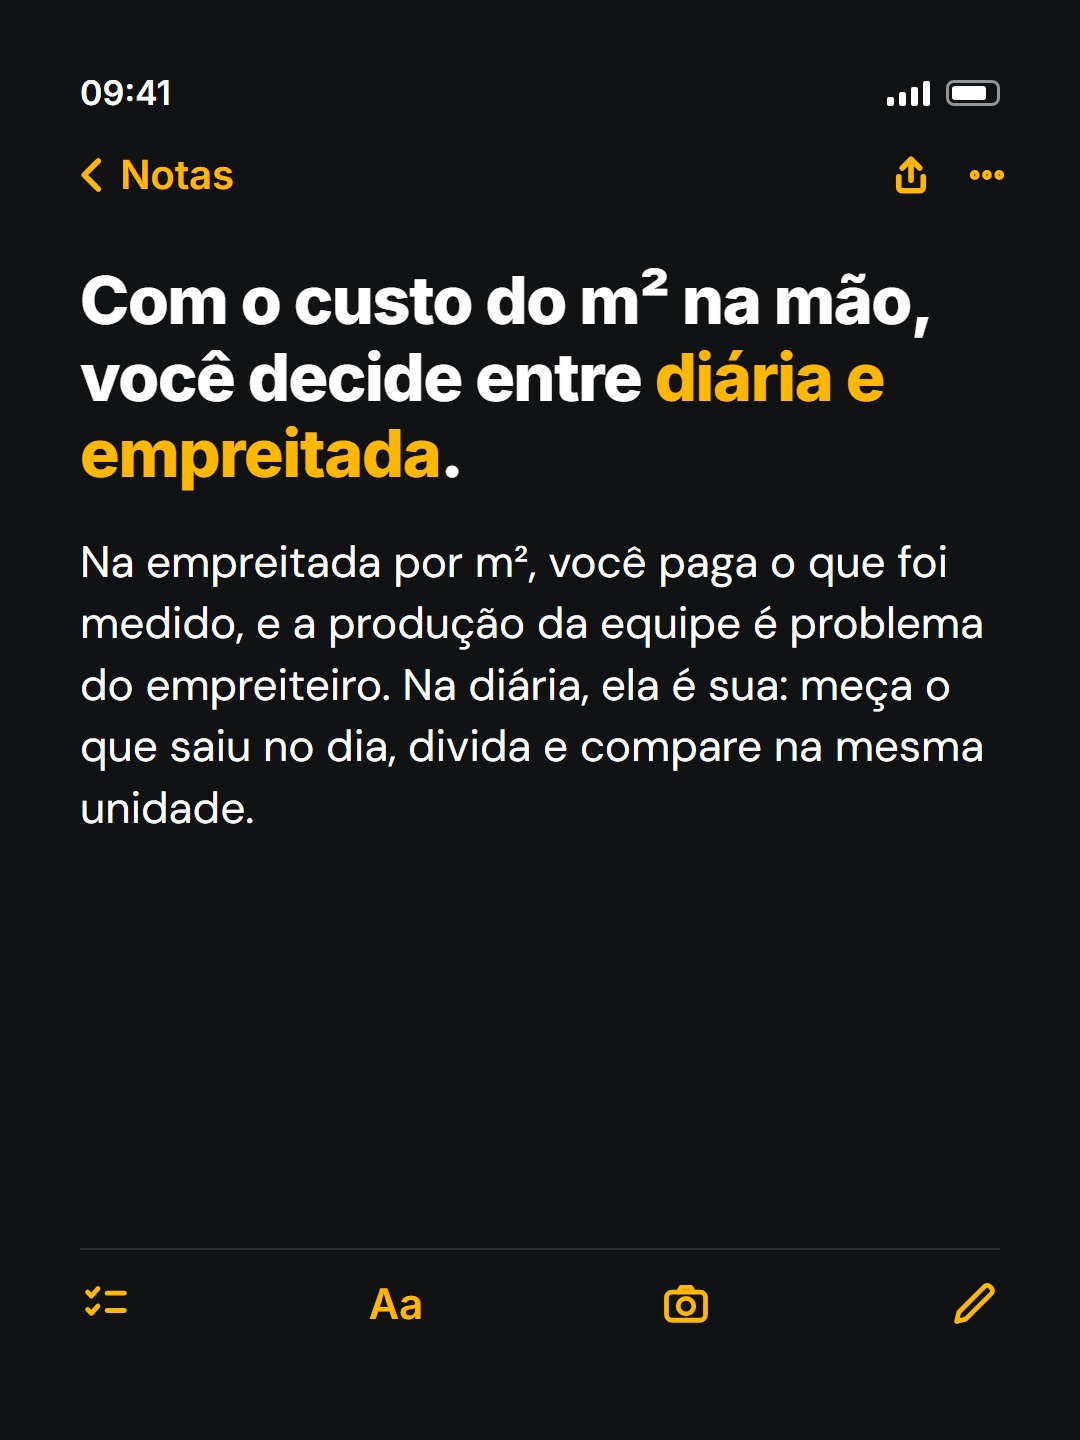 09:41
Notas
Com o custo do m² na mão,
você decide entre diária e
empreitada.
Na empreitada por m², você paga o que foi
medido, e a produção da equipe é problema
do empreiteiro. Na diária, ela é sua: meça o
que saiu no dia, divida e compare na mesma
unidade.
Aa